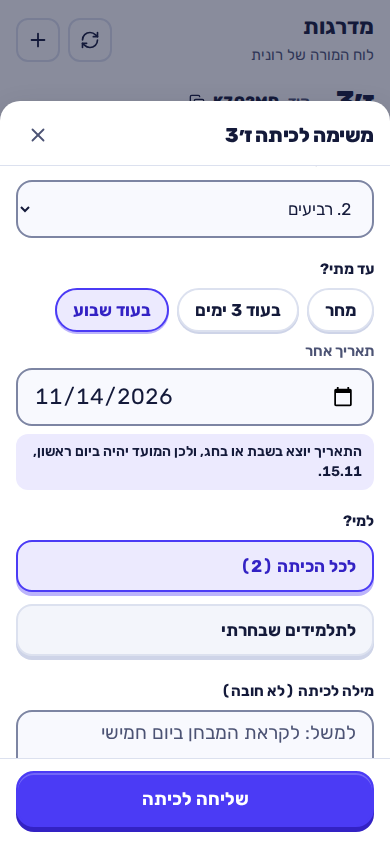 מדרגות
לוח המורה של רונית
משימה לכיתה ז׳3
2. רביעים
עד מתי?
מחר
בעוד 3 ימים
בעוד שבוע
תאריך אחר
11/14/2026
התאריך יוצא בשבת או בחג, ולכן המועד יהיה ביום ראשון,
15.11.
למי?
לכל הכיתה (2)
לתלמידים שבחרתי
מילה לכיתה (לא חובה)
למשל: לקראת המבחן ביום חמישי
שליחה לכיתה